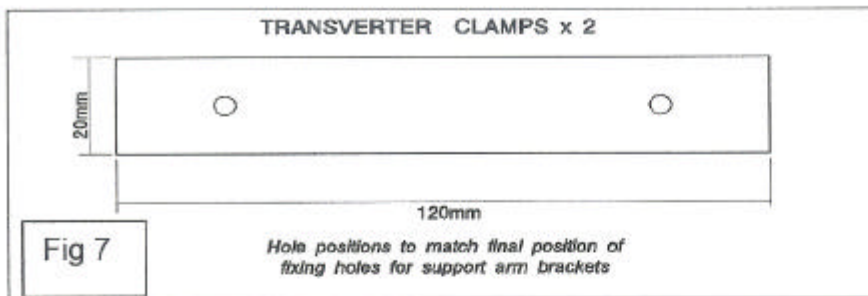 TRANSVERTER CLAMPS x 2
20mm
120mm
Fig 7
Hole positions to match final position of
fixing holes for support arm brackets